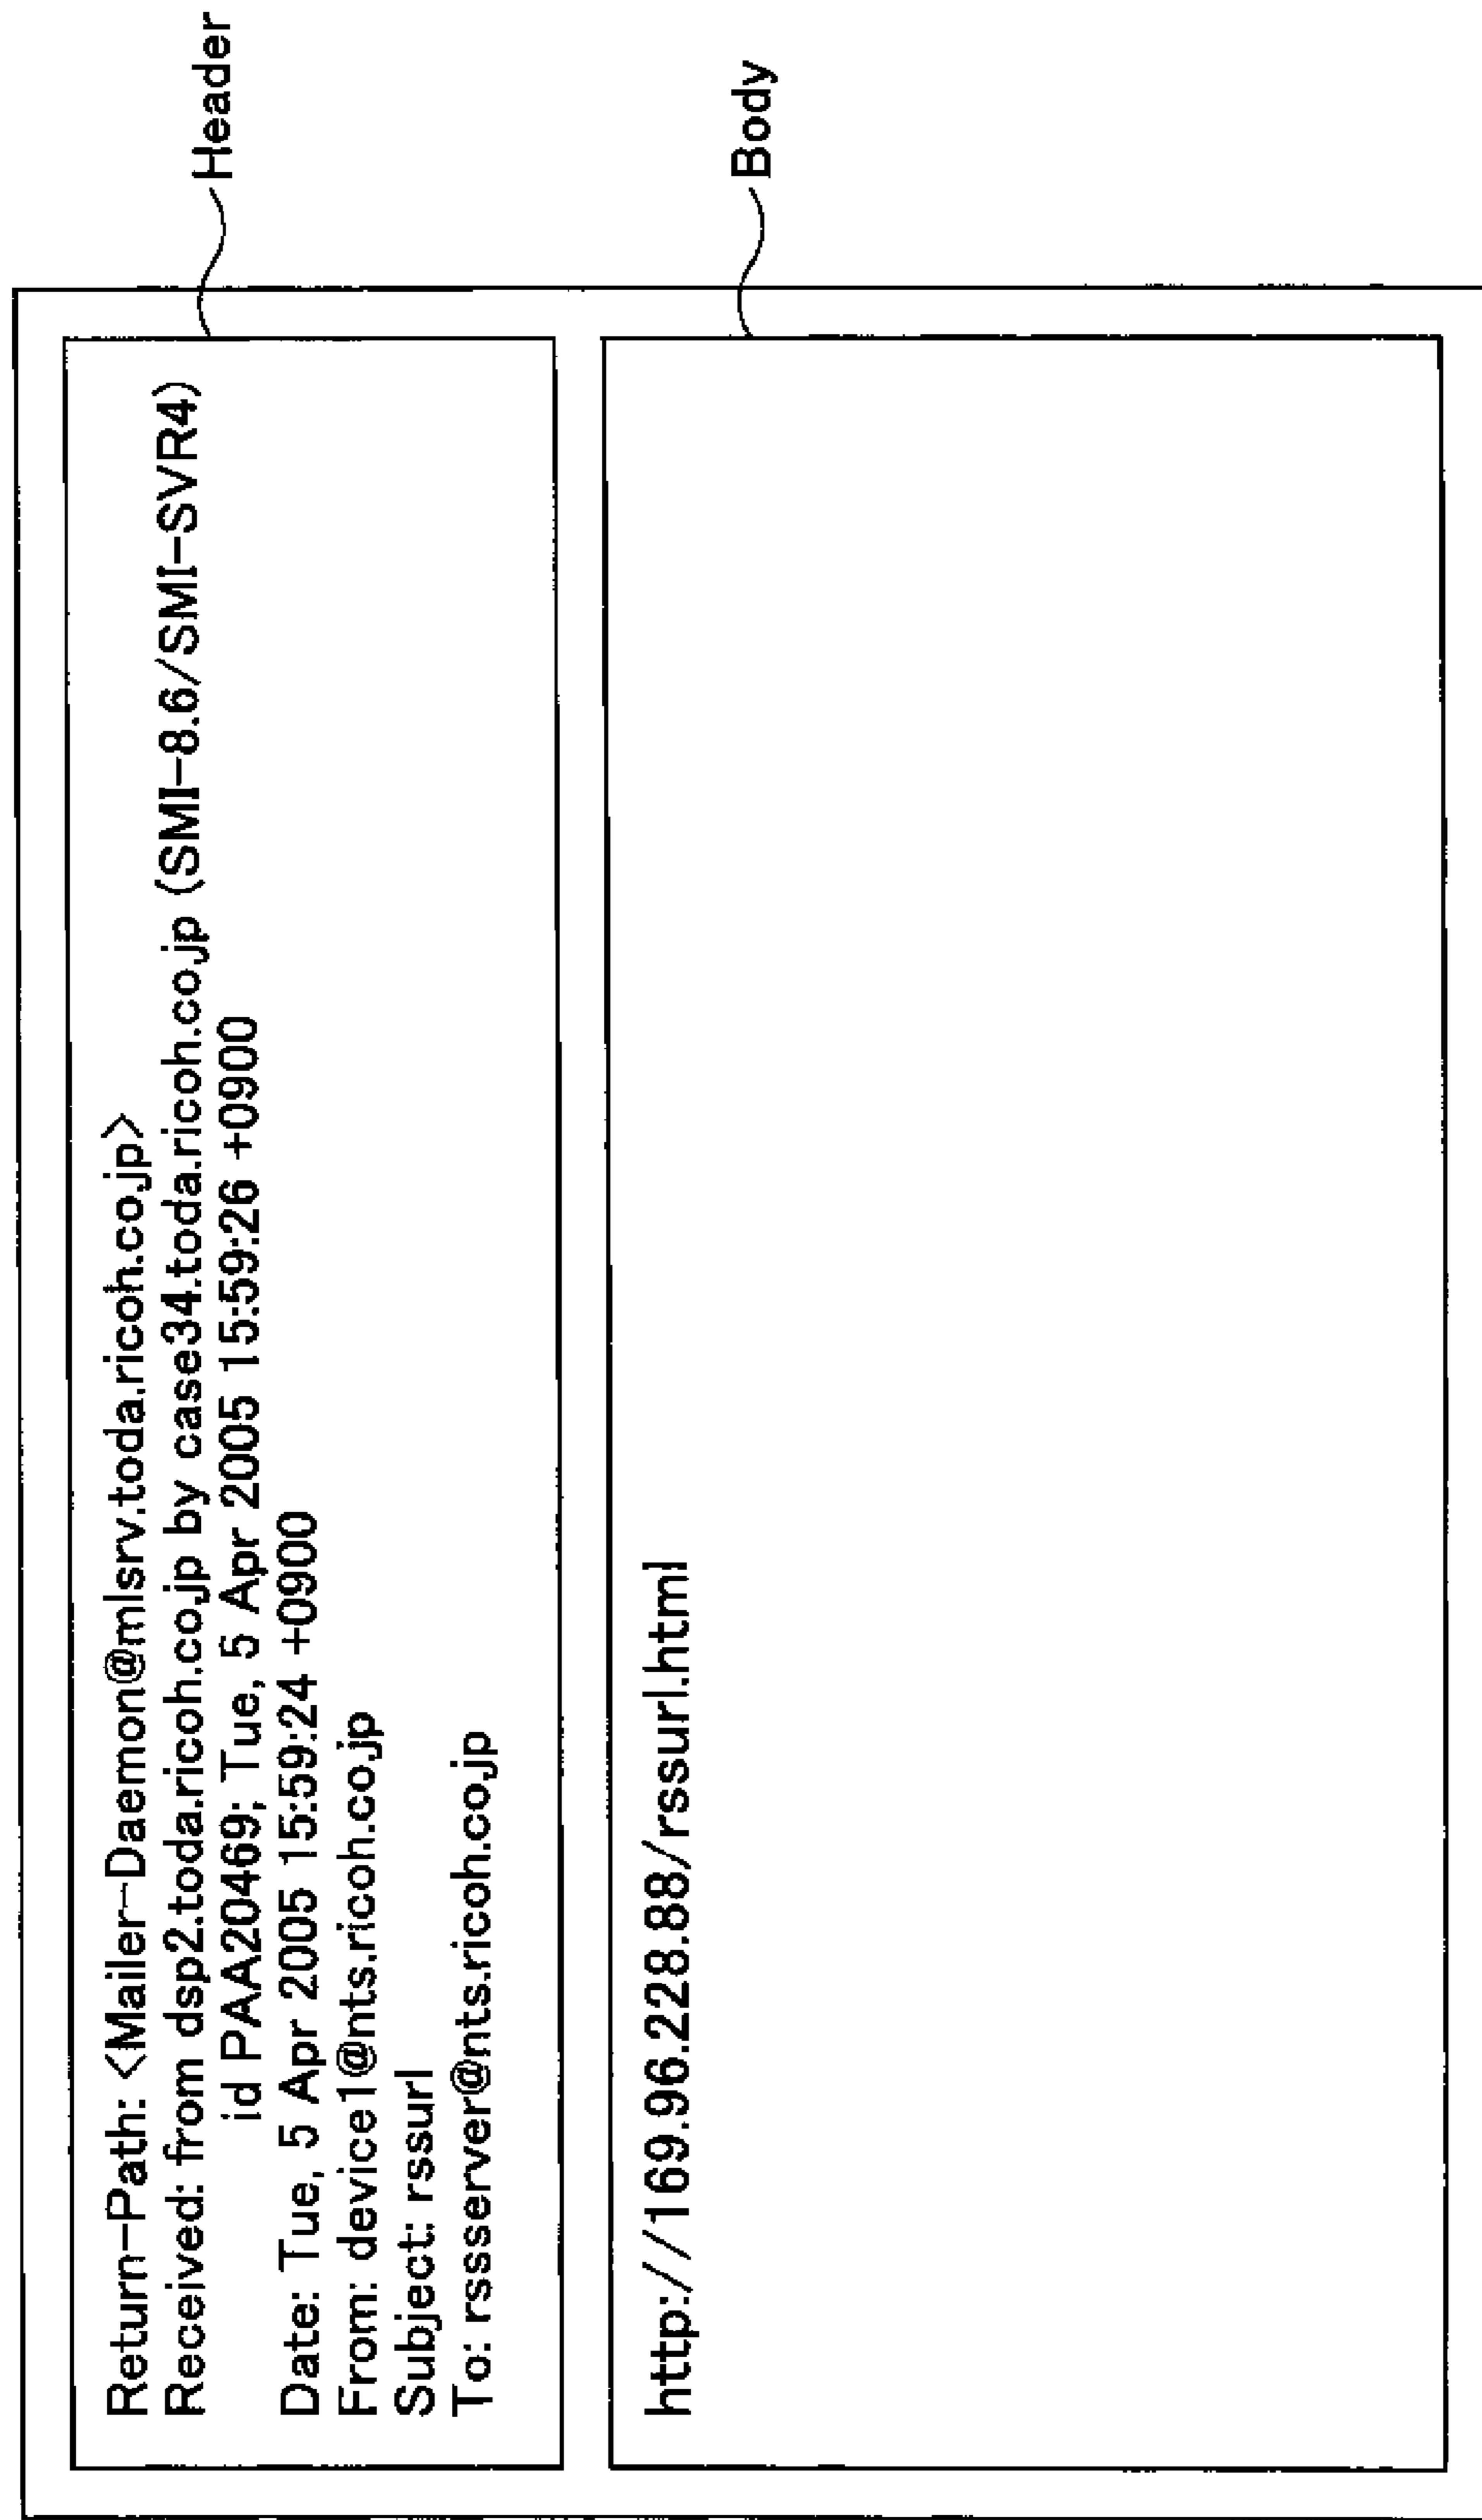 Return-Path: <Mailer-Daemon@mlsrv.toda.ricoh.co.jp>
Received: from dsp2.toda.ricoh.co.jp by case34.toda.ricoh.co.jp (SMI-8.6/SMI-SVR4)
id PAA20469; Tue, 5 Apr 2005 15:59:26 +0900
Date: Tue, 5 Apr 2005 15:59:24 +0900
From: device1@nts.ricoh.co.jp
Subject: rssurl
To: rssserver@nts.ricoh.co.jp
Header
http://169.96.228.88/rssurl.html
Body